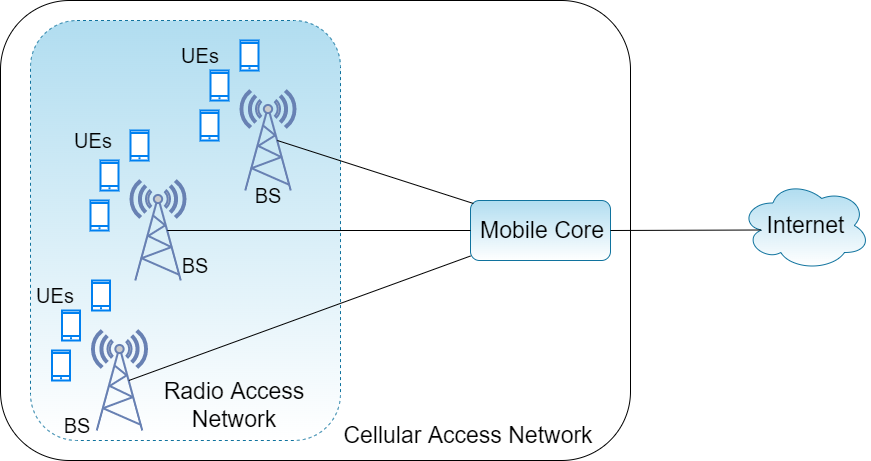 UEs
UEs
BS
Mobile Core
Internet
BS
UEs
Radio Access
Network
BS
Cellular Access Network